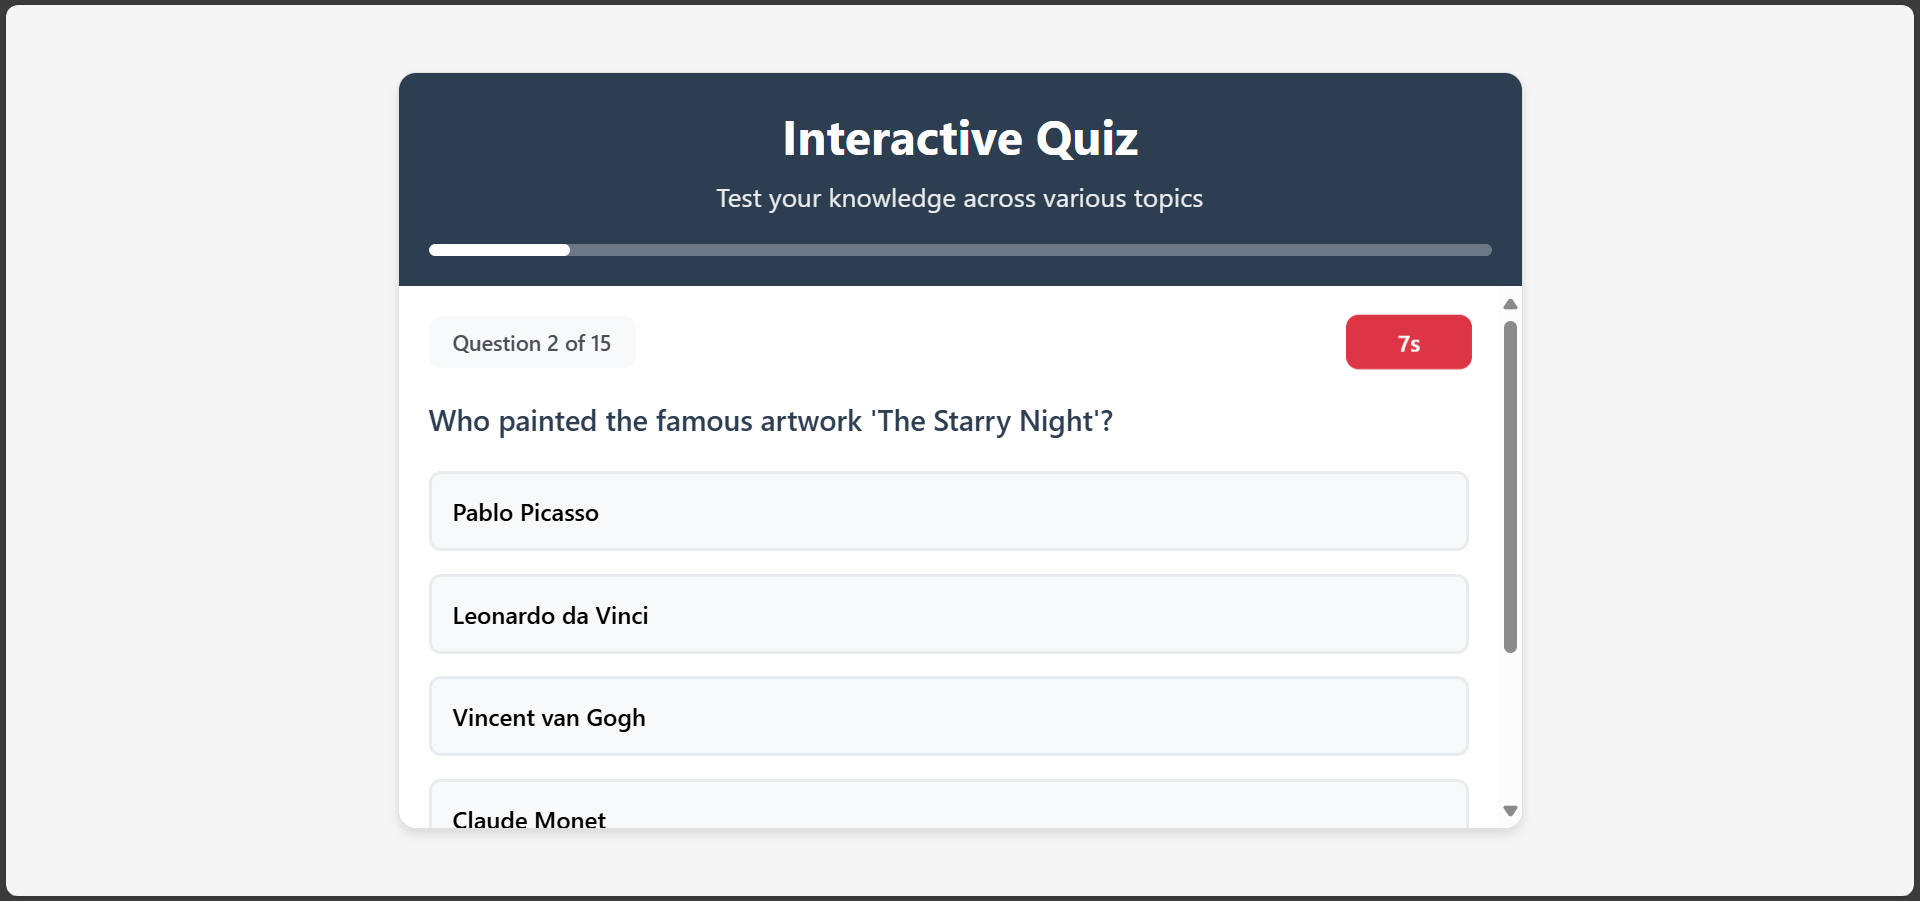 Interactive Quiz
Test your knowledge across various topics
Question 2 of 15
7s
Who painted the famous artwork 'The Starry Night'?
Pablo Picasso
Leonardo da Vinci
Vincent van Gogh
Claude Monet